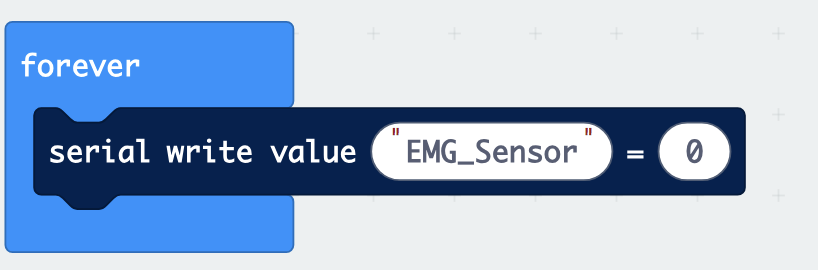 forever
serial write value "EMG_Sensor" = 0